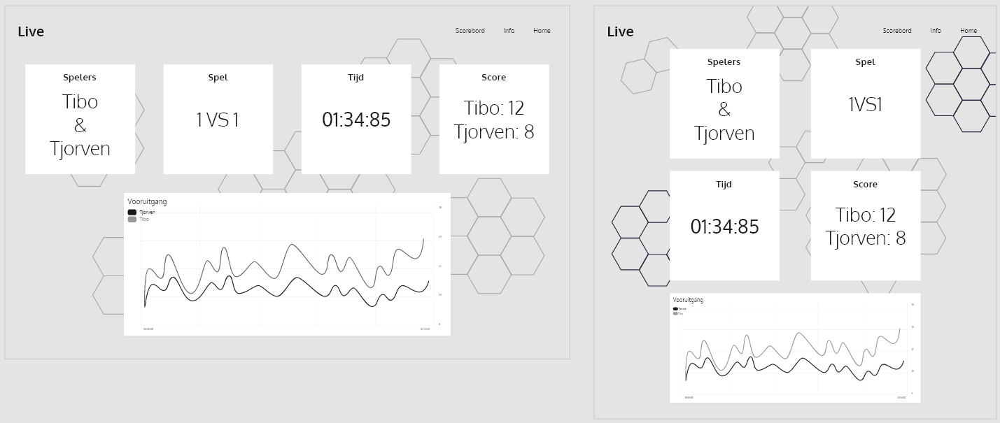 Live
Scorebord Info Home
Spelers
Tibo
&
Tjorven
Spel
1 VS 1
Tijd
01:34:85
Score
Tibo: 12
Tjorven: 8
Vooruitgang
Tjorven
Tibo
Live
Scorebord Info Home
Spelers
Tibo
&
Tjorven
Spel
1VS1
Tijd
01:34:85
Score
Tibo: 12
Tjorven: 8
Vooruitgang
Tjorven
Tibo